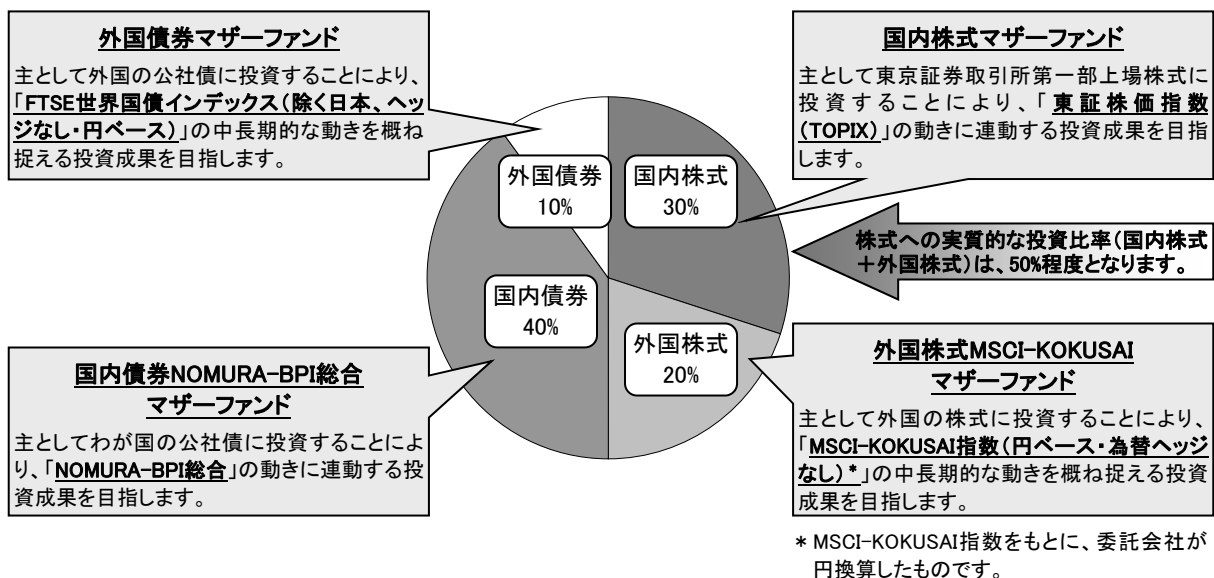 外国債券マザーファンド
主として外国の公社債に投資することにより、
「FTSE世界国債インデックス(除く日本、ヘッ
ジなし・円ベース)」の中長期的な動きを概ね
捉える投資成果を目指します。
国内株式マザーファンド
主として東京証券取引所第一部上場株式に
投資することにより、「東証株価指数
(TOPIX)」の動きに連動する投資成果を目指
します。
外国債券
10%
国内株式
30%
株式への実質的な投資比率(国内株式
+外国株式)は、50%程度となります。
国内債券
40%
外国株式
20%
国内債券NOMURA-BPI総合
マザーファンド
主としてわが国の公社債に投資することによ
り、「NOMURA-BPI総合」の動きに連動する投
資成果を目指します。
外国株式MSCI-KOKUSAI
マザーファンド
主として外国の株式に投資することにより、
「MSCI-KOKUSAI指数(円ベース・為替ヘッジ
なし)*」の中長期的な動きを概ね捉える投資
成果を目指します。
* MSCI-KOKUSAI指数をもとに、委託会社が
円換算したものです。